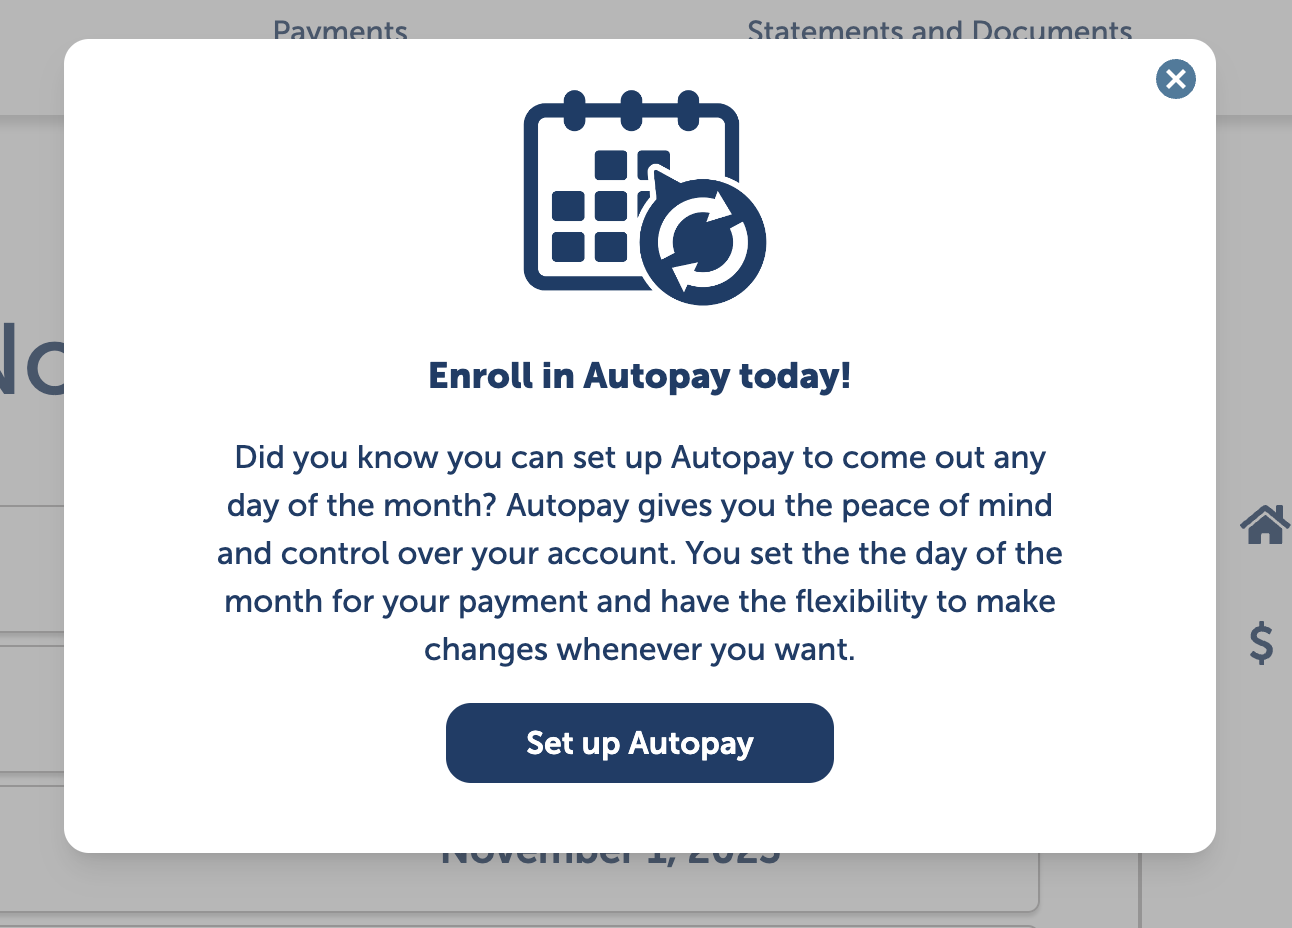 Payments
Statements and Documents
Enroll in Autopay today!
Did you know you can set up Autopay to come out any
day of the month? Autopay gives you the peace of mind
and control over your account. You set the the day of the
month for your payment and have the flexibility to make
changes whenever you want.
Set up Autopay
November 1, 2025
$